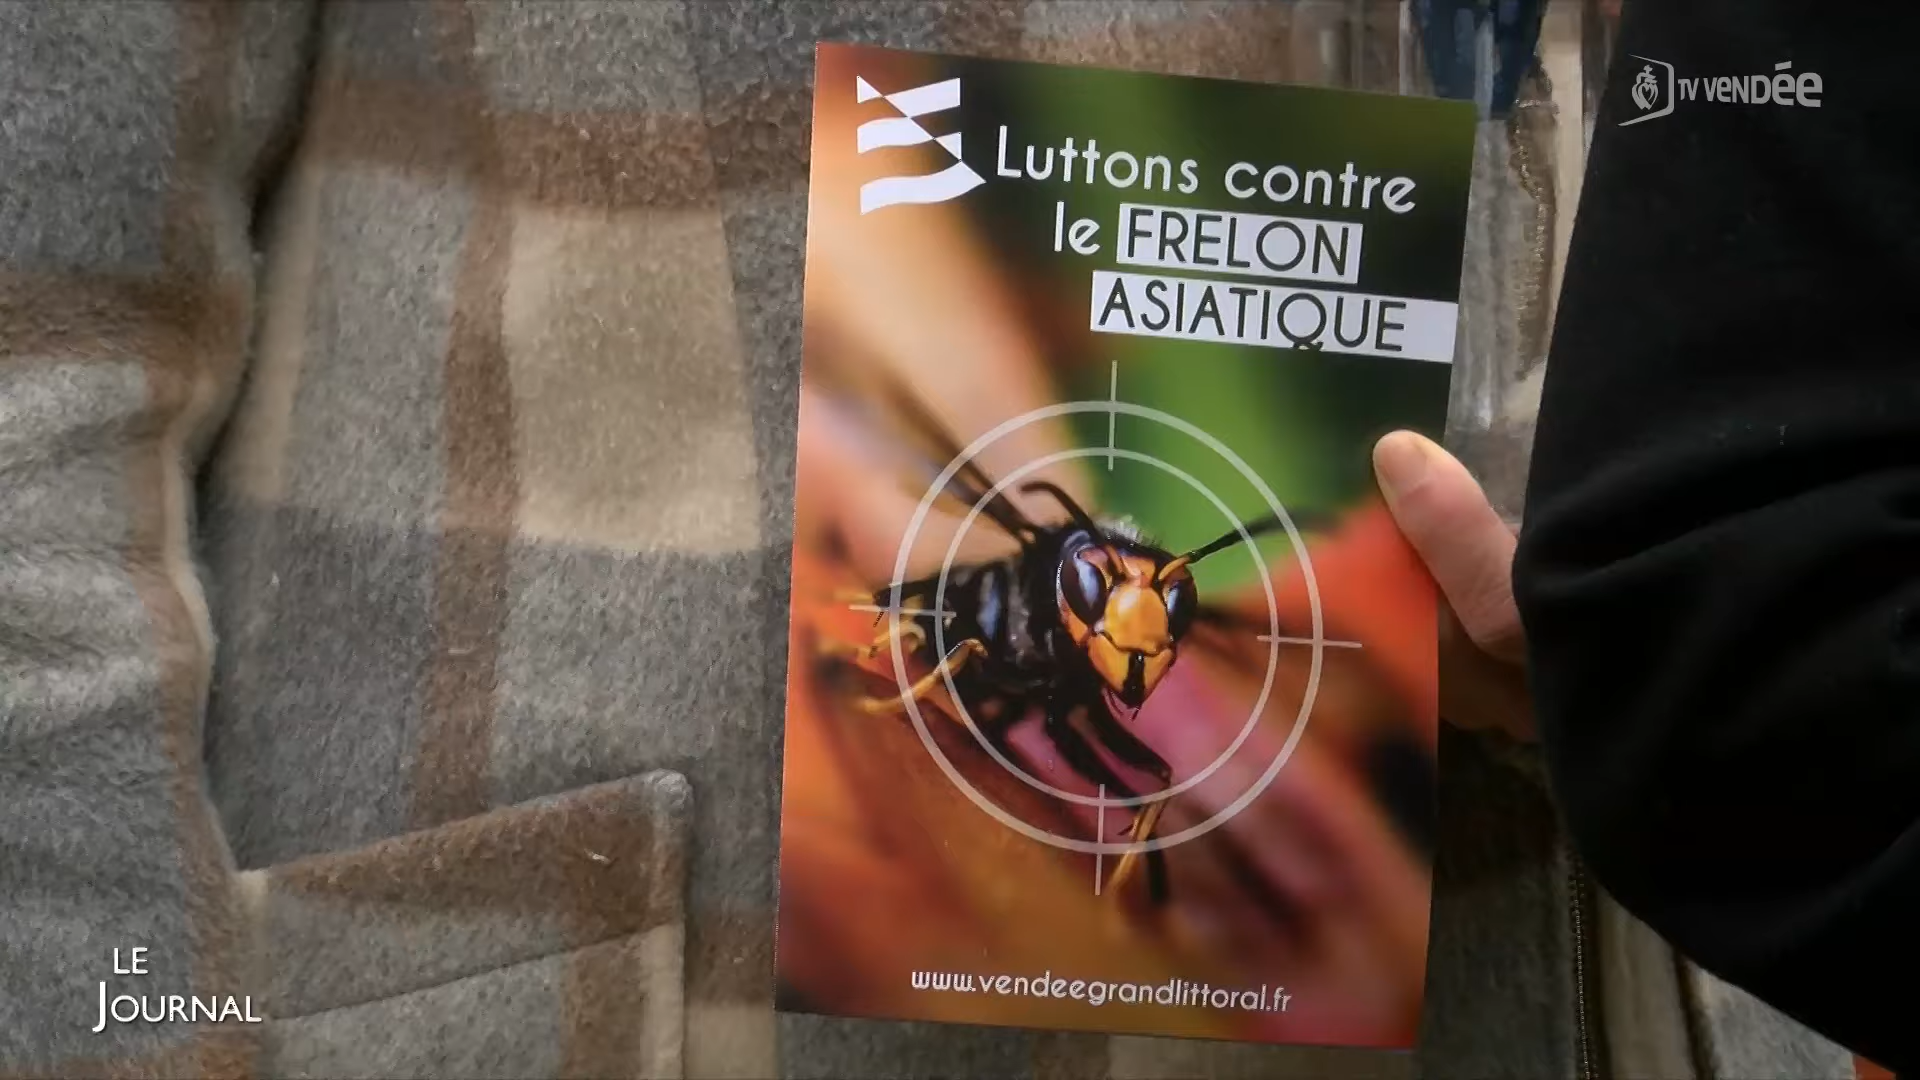 TV VENDÉE
Luttons contre
le FRELON
ASIATIQUE
www.vendeegrandlittoral.fr
LE
JOURNAL